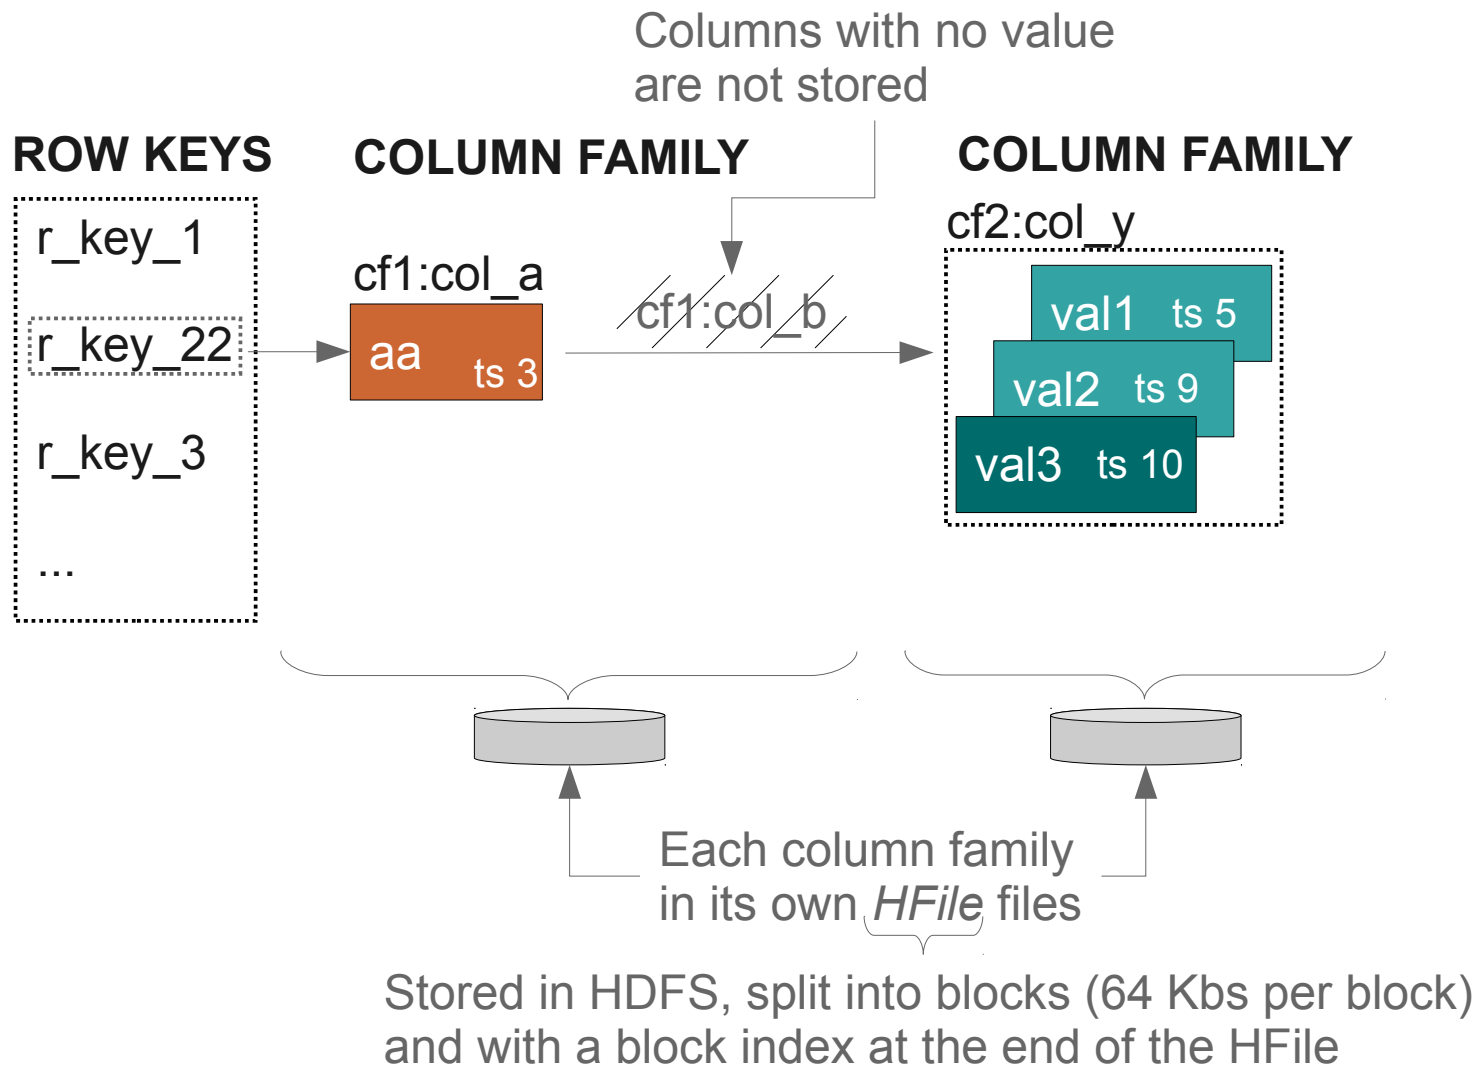 Columns with no value
are not stored
ROW KEYS
COLUMN FAMILY
COLUMN FAMILY
r_key_1
r_key_22
r_key_3
...
cf1:col_a
aa ts 3
cf1:col_b
cf2:col_y
val1 ts 5
val2 ts 9
val3 ts 10
Each column family
in its own HFile files
Stored in HDFS, split into blocks (64 Kbs per block)
and with a block index at the end of the HFile